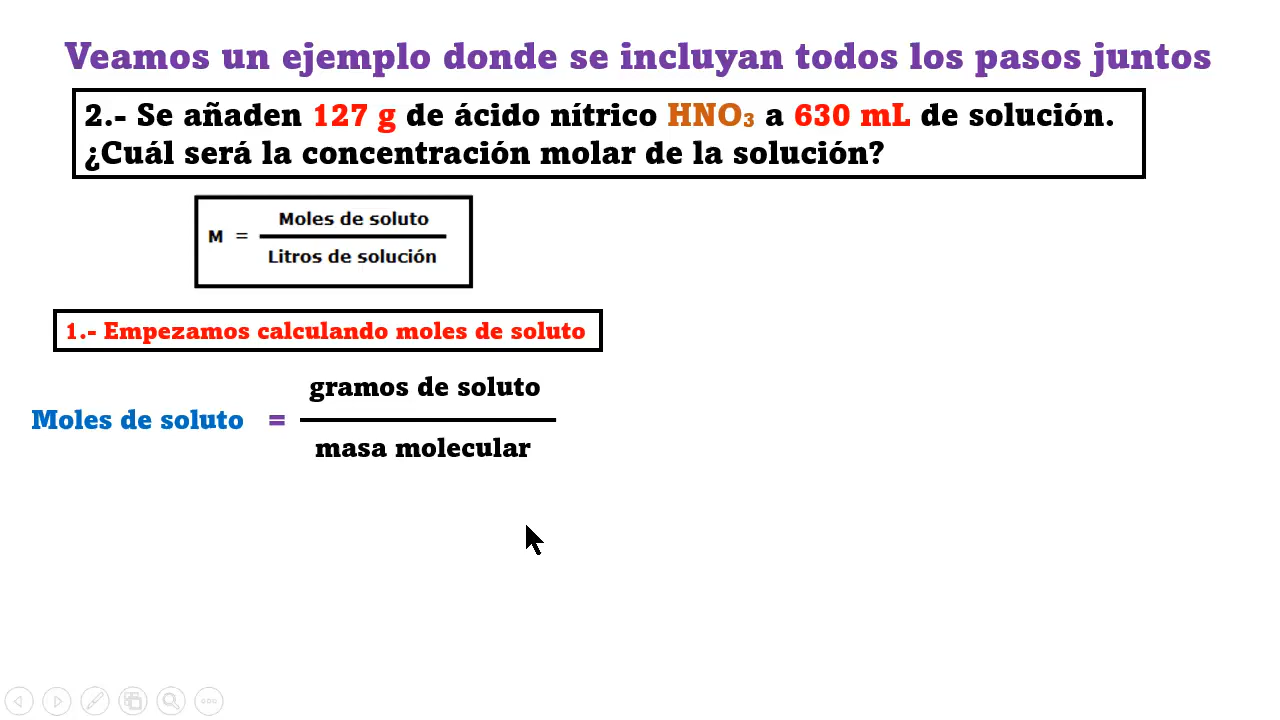 Veamos un ejemplo donde se incluyan todos los pasos juntos
2.- Se añaden 127 g de ácido nítrico HNO₃ a 630 mL de solución.
¿Cuál será la concentración molar de la solución?
Moles de soluto
M =
Litros de solución
1.- Empezamos calculando moles de soluto
gramos de soluto
Moles de soluto =
masa molecular